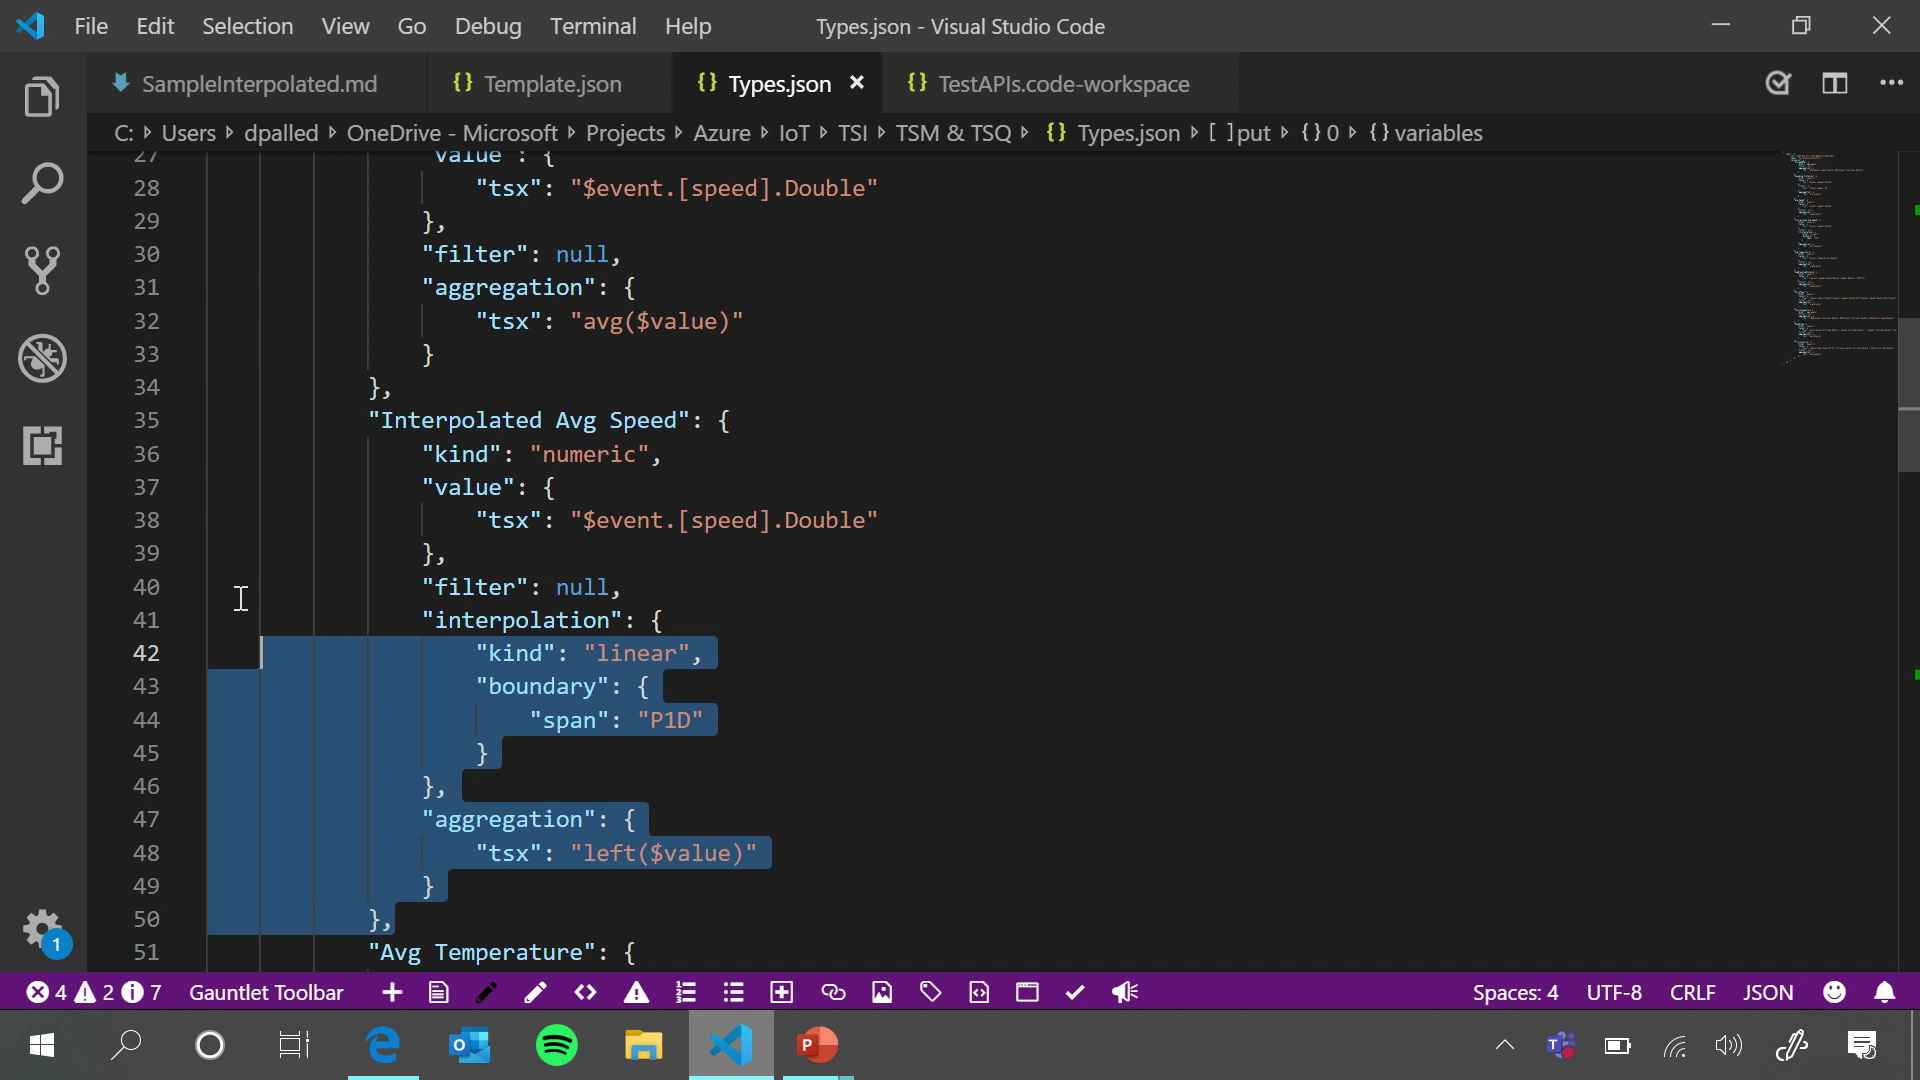 File Edit Selection View Go Debug Terminal Help Types.json - Visual Studio Code
SampleInterpolated.md {} Template.json {} Types.json × {} TestAPIs.code-workspace
C: › Users › dpalled › OneDrive - Microsoft › Projects › Azure › IoT › TSI › TSM & TSQ › {} Types.json › [ ] put › {} 0 › {} variables
27 "value": {
28 "tsx": "$event.[speed].Double"
29 },
30 "filter": null,
31 "aggregation": {
32 "tsx": "avg($value)"
33 }
34 },
35 "Interpolated Avg Speed": {
36 "kind": "numeric",
37 "value": {
38 "tsx": "$event.[speed].Double"
39 },
40 "filter": null,
41 "interpolation": {
42 "kind": "linear",
43 "boundary": {
44 "span": "P1D"
45 }
46 },
47 "aggregation": {
48 "tsx": "left($value)"
49 }
50 },
51 "Avg Temperature": {
1
4 2 7 Gauntlet Toolbar Spaces: 4 UTF-8 CRLF JSON